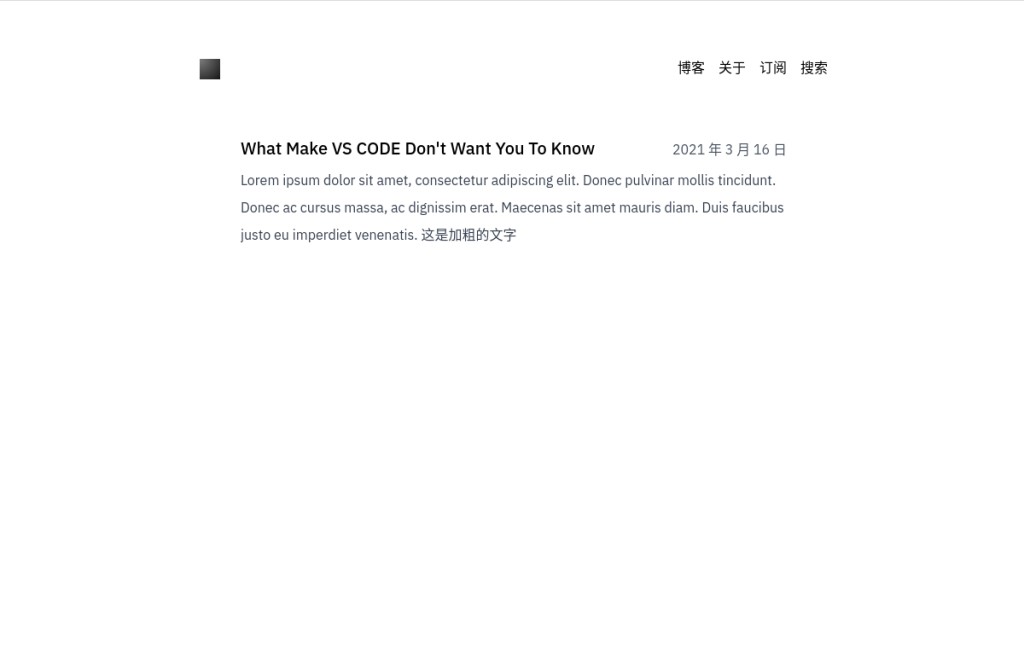 博客 关于 订阅 搜索
What Make VS CODE Don't Want You To Know 2021 年 3 月 16 日
Lorem ipsum dolor sit amet, consectetur adipiscing elit. Donec pulvinar mollis tincidunt.
Donec ac cursus massa, ac dignissim erat. Maecenas sit amet mauris diam. Duis faucibus
justo eu imperdiet venenatis. 这是加粗的文字